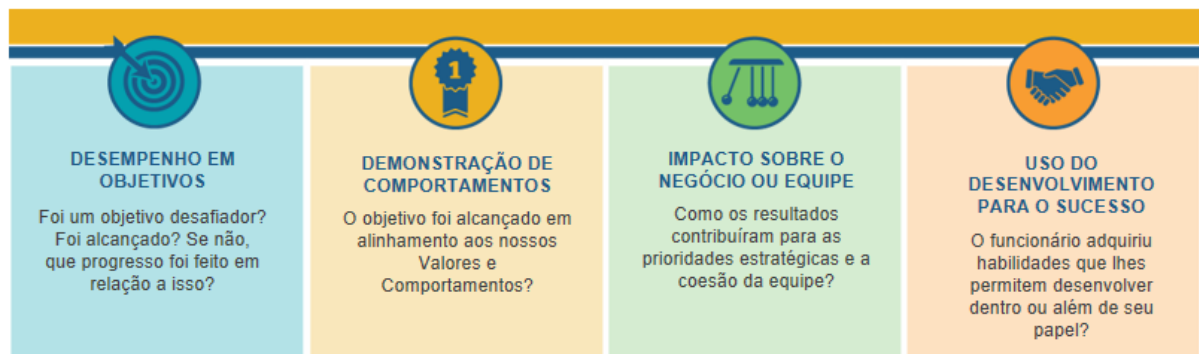 1
DESEMPENHO EM
OBJETIVOS
Foi um objetivo desafiador?
Foi alcançado? Se não,
que progresso foi feito em
relação a isso?
DEMONSTRAÇÃO DE
COMPORTAMENTOS
O objetivo foi alcançado em
alinhamento aos nossos
Valores e
Comportamentos?
IMPACTO SOBRE O
NEGÓCIO OU EQUIPE
Como os resultados
contribuíram para as
prioridades estratégicas e a
coesão da equipe?
USO DO
DESENVOLVIMENTO
PARA O SUCESSO
O funcionário adquiriu
habilidades que lhes
permitem desenvolver
dentro ou além de seu
papel?